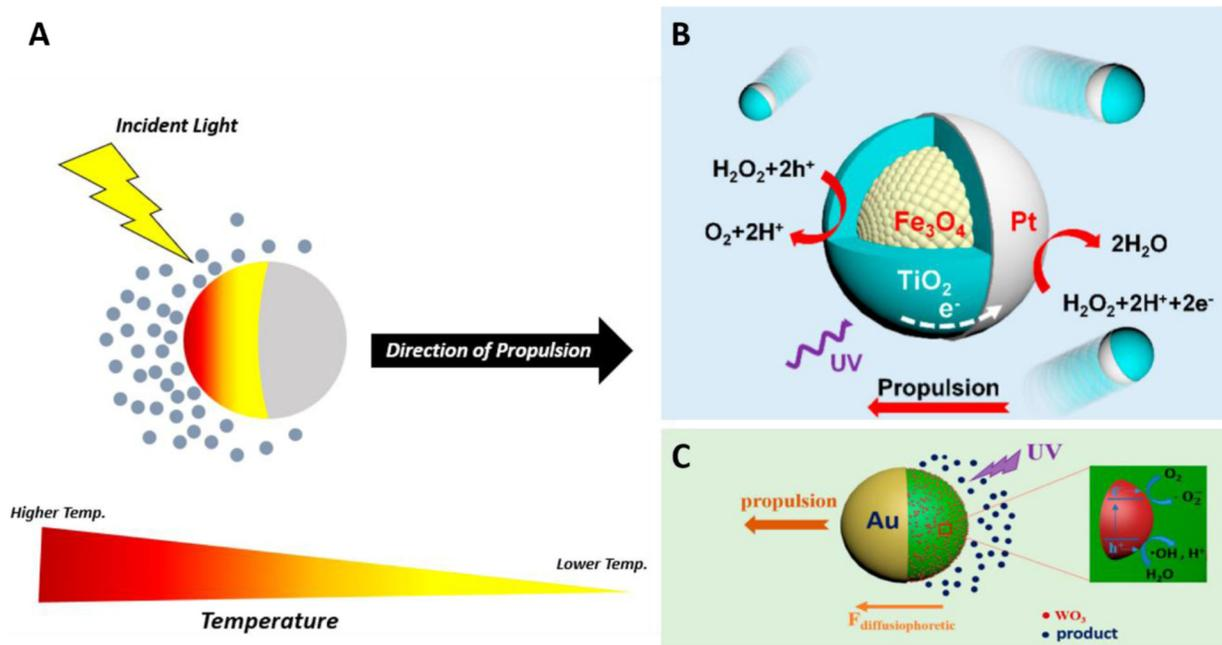 A
Incident Light
Direction of Propulsion
Higher Temp.
Lower Temp.
Temperature
B
H₂O₂+2h⁺
O₂+2H⁺
Fe₃O₄
Pt
TiO₂
e⁻
2H₂O
H₂O₂+2H⁺+2e⁻
UV
Propulsion
C
UV
propulsion
Au
F diffusiophoretic
O₂
·O₂⁻
e⁻
h⁺
·OH, H⁺
H₂O
WO₃
product